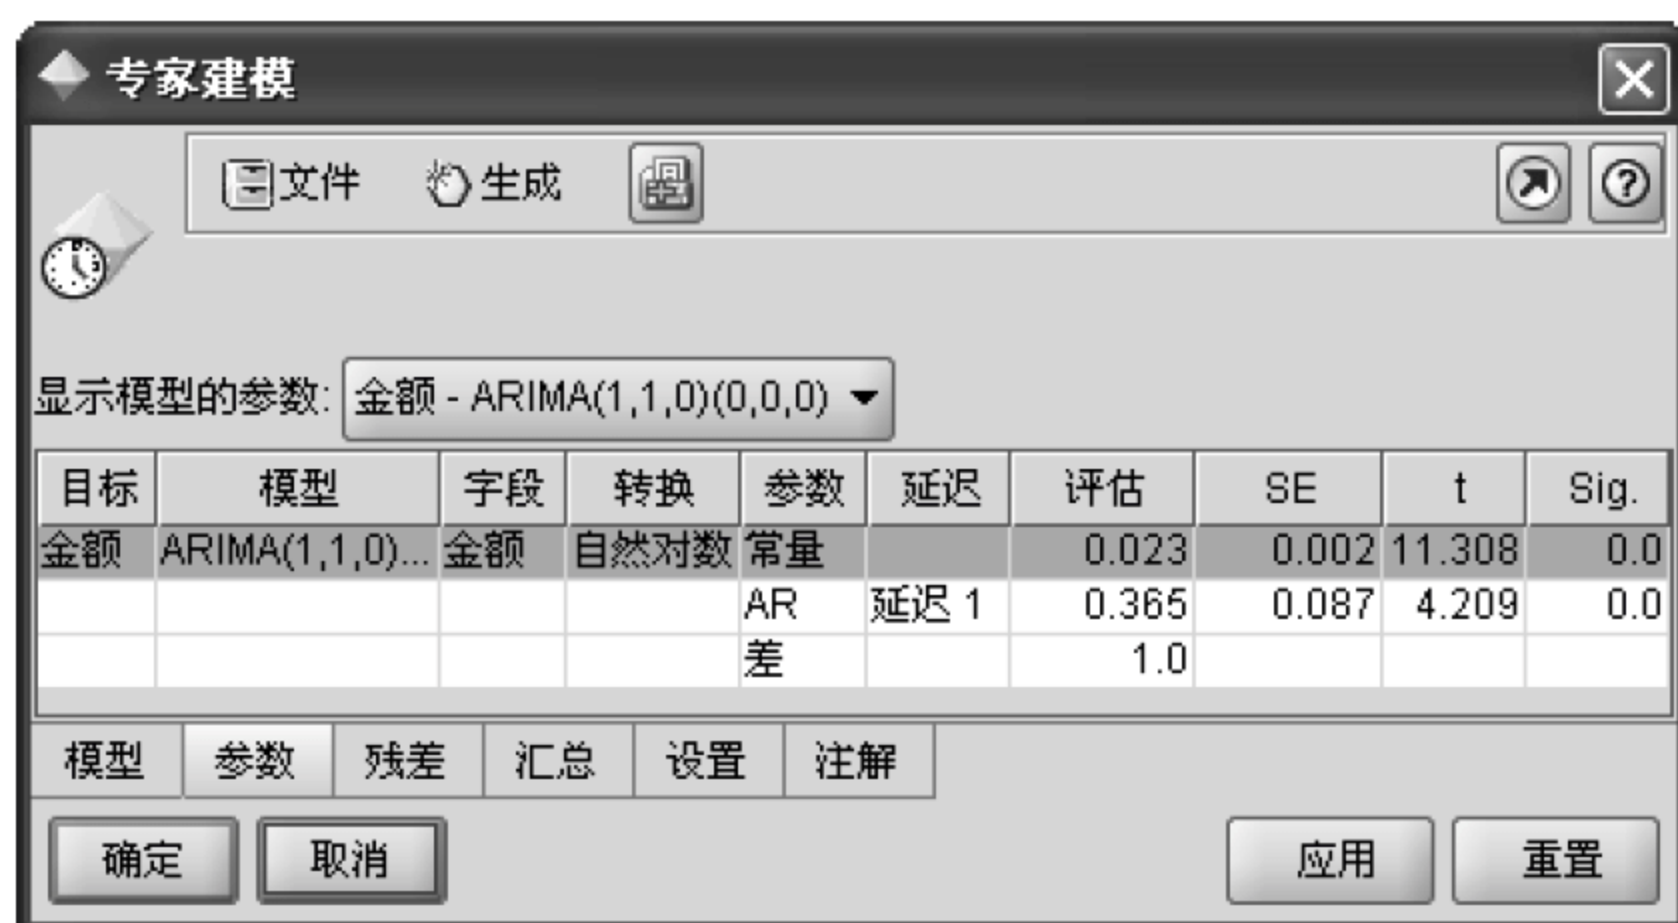 专家建模
文件 生成
显示模型的参数: 金额 - ARIMA(1,1,0)(0,0,0)
目标 模型 字段 转换 参数 延迟 评估 SE t Sig.
金额 ARIMA(1,1,0)... 金额 自然对数 常量 0.023 0.002 11.308 0.0
AR 延迟 1 0.365 0.087 4.209 0.0
差 1.0
模型 参数 残差 汇总 设置 注解
确定 取消 应用 重置